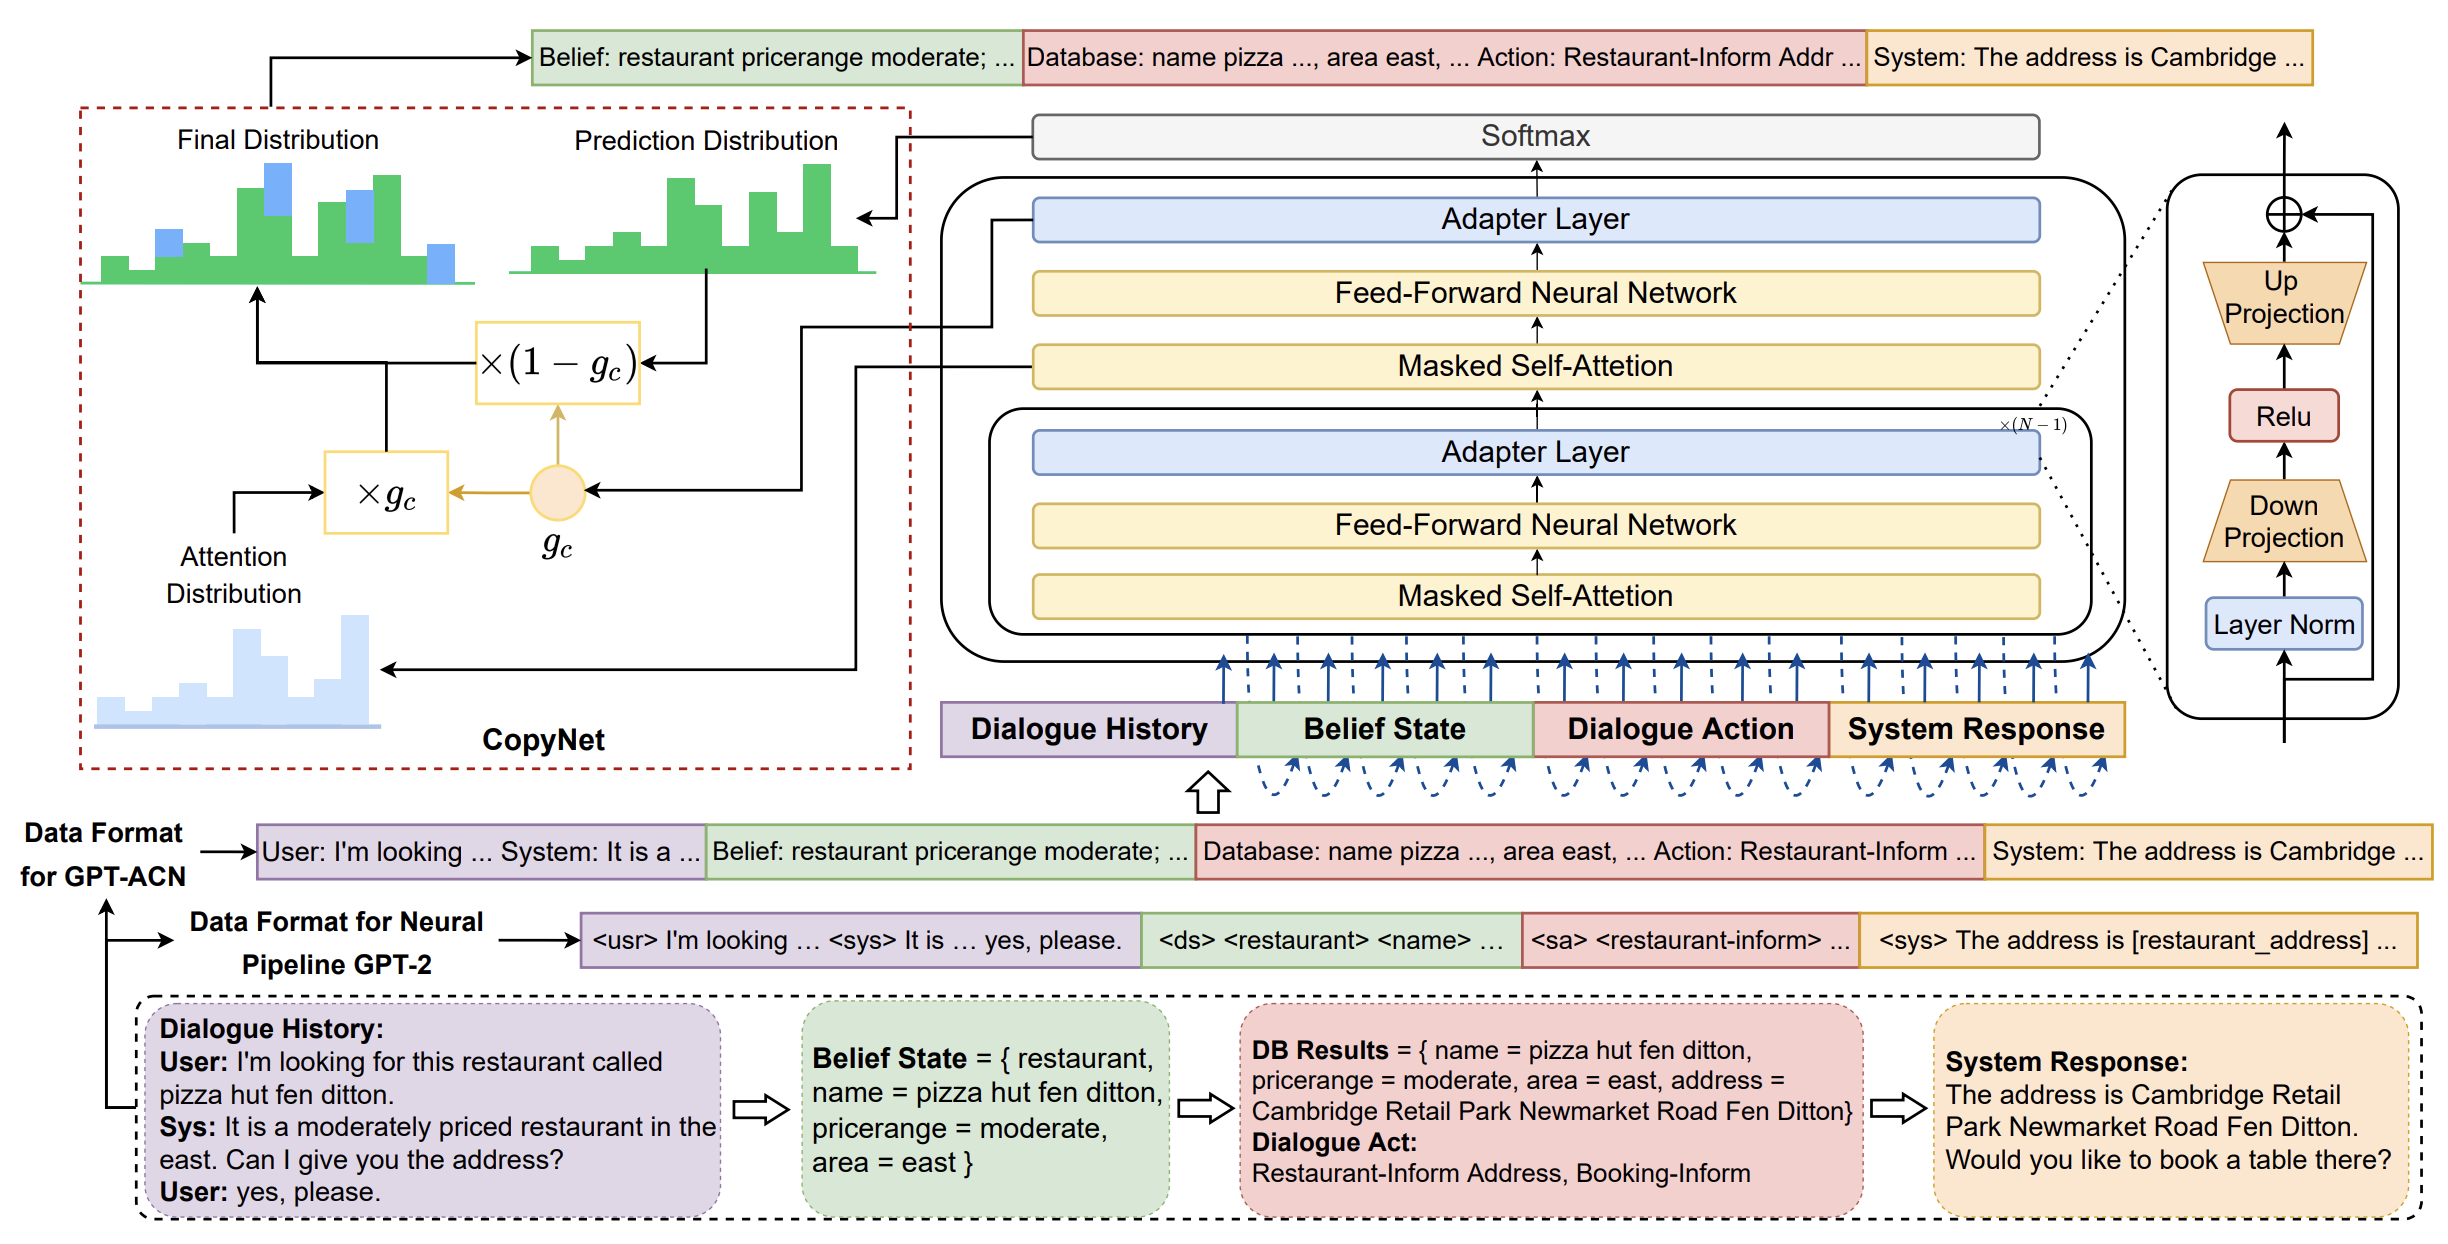 Belief: restaurant pricerange moderate; ... Database: name pizza ..., area east, ... Action: Restaurant-Inform Addr ... System: The address is Cambridge ...
Final Distribution
Prediction Distribution
×(1 − g_c)
×g_c
g_c
Attention
Distribution
CopyNet
Softmax
Adapter Layer
Feed-Forward Neural Network
Masked Self-Attetion
×(N − 1)
Adapter Layer
Feed-Forward Neural Network
Masked Self-Attetion
Up
Projection
Relu
Down
Projection
Layer Norm
Dialogue History Belief State Dialogue Action System Response
Data Format
for GPT-ACN
User: I'm looking ... System: It is a ... Belief: restaurant pricerange moderate; ... Database: name pizza ..., area east, ... Action: Restaurant-Inform ... System: The address is Cambridge ...
Data Format for Neural
Pipeline GPT-2
<usr> I'm looking … <sys> It is … yes, please. <ds> <restaurant> <name> … <sa> <restaurant-inform> ... <sys> The address is [restaurant_address] ...
Dialogue History:
User: I'm looking for this restaurant called
pizza hut fen ditton.
Sys: It is a moderately priced restaurant in the
east. Can I give you the address?
User: yes, please.
Belief State = { restaurant,
name = pizza hut fen ditton,
pricerange = moderate,
area = east }
DB Results = { name = pizza hut fen ditton,
pricerange = moderate, area = east, address =
Cambridge Retail Park Newmarket Road Fen Ditton}
Dialogue Act:
Restaurant-Inform Address, Booking-Inform
System Response:
The address is Cambridge Retail
Park Newmarket Road Fen Ditton.
Would you like to book a table there?